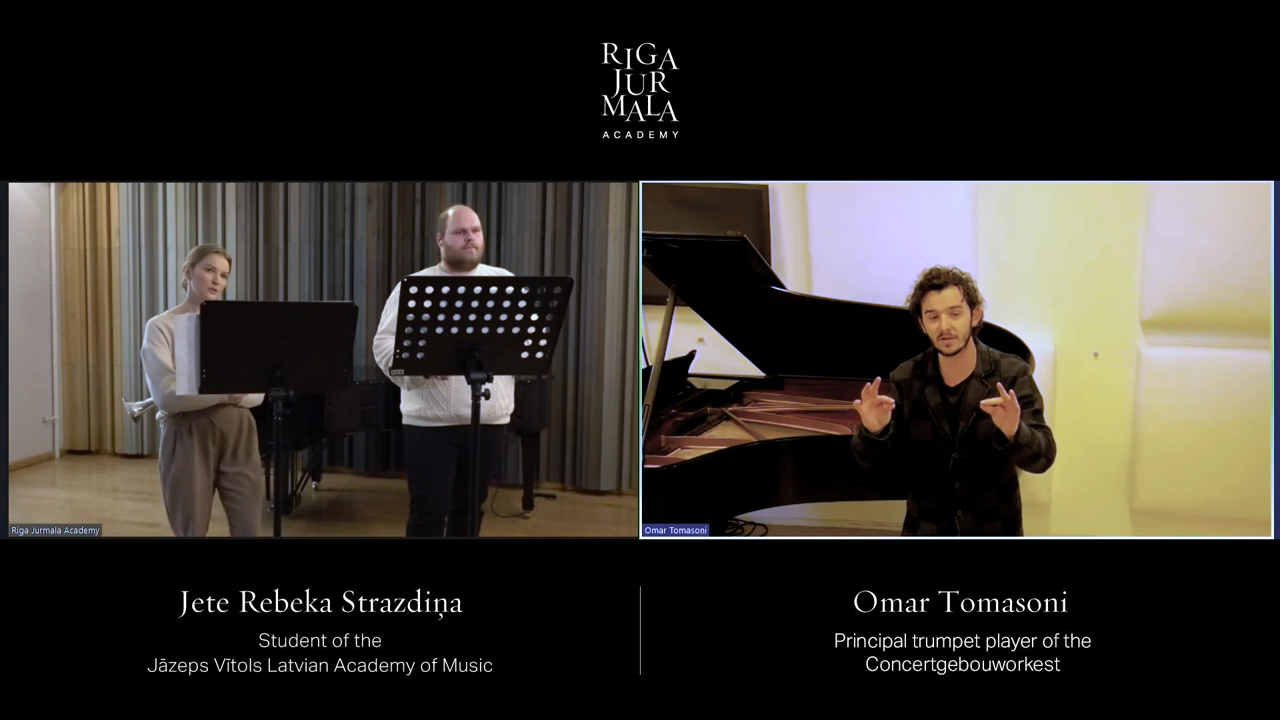 RIGA
JUR
MALA
ACADEMY
Riga Jurmala Academy
Omar Tomasoni
Jete Rebeka Strazdiņa
Student of the
Jāzeps Vītols Latvian Academy of Music
Omar Tomasoni
Principal trumpet player of the
Concertgebouworkest